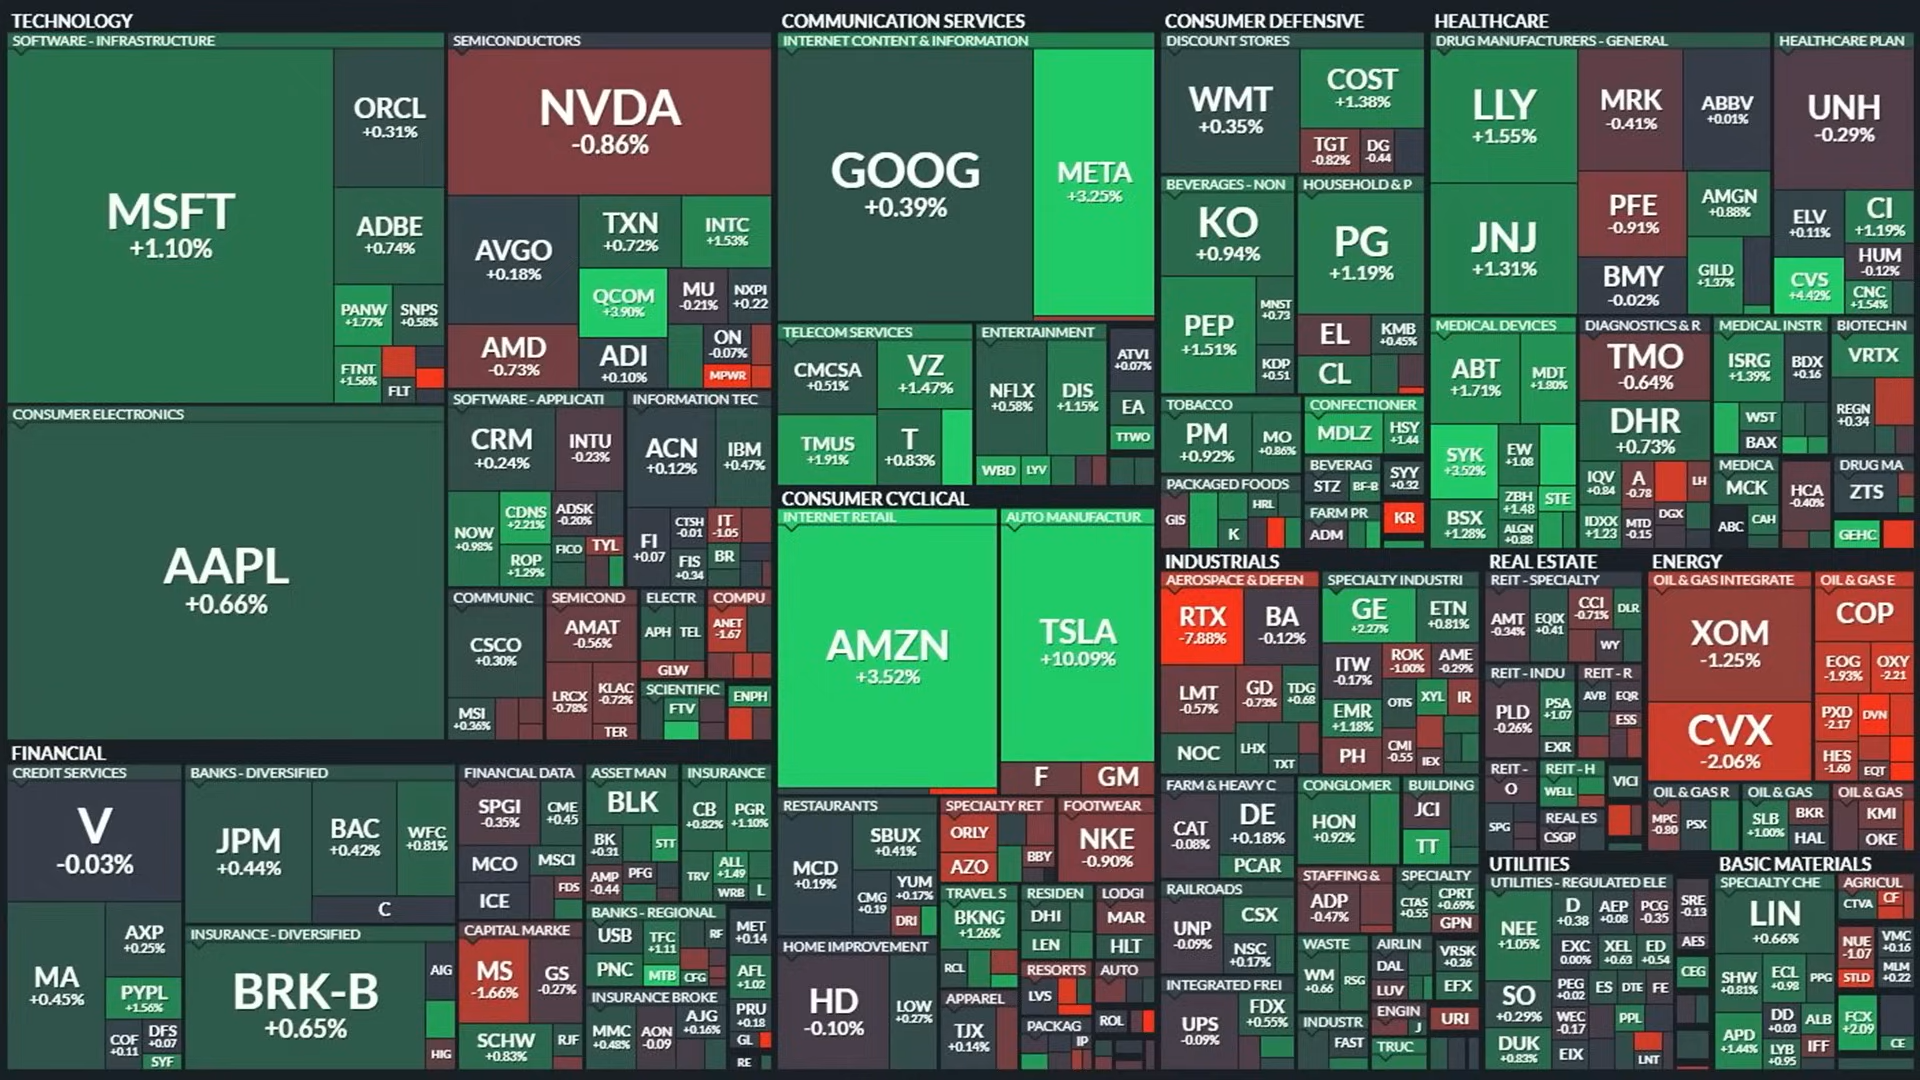 TECHNOLOGY
SOFTWARE - INFRASTRUCTURE
MSFT
+1.10%
ORCL
+0.31%
ADBE
+0.74%
PANW
+1.77%
SNPS
+0.58%
FTNT
+1.56%
FLT
SEMICONDUCTORS
NVDA
-0.86%
AVGO
+0.18%
TXN
+0.72%
INTC
+1.53%
QCOM
+3.90%
MU
-0.21%
NXPI
+0.22
AMD
-0.73%
ADI
+0.10%
ON
-0.07%
MPWR
CONSUMER ELECTRONICS
AAPL
+0.66%
SOFTWARE - APPLICATI
CRM
+0.24%
INTU
-0.23%
NOW
+0.98%
CDNS
+2.21%
ADSK
-0.20%
ROP
+1.29%
FICO
TYL
INFORMATION TEC
ACN
+0.12%
IBM
+0.47%
FI
+0.07
CTSH
-0.01
IT
-1.05
FIS
+0.34
BR
COMMUNIC
CSCO
+0.30%
MSI
+0.36%
SEMICOND
AMAT
-0.56%
LRCX
-0.78%
KLAC
-0.72%
TER
ELECTR
APH
TEL
GLW
COMPU
ANET
-1.67
SCIENTIFIC
FTV
ENPH
FINANCIAL
CREDIT SERVICES
V
-0.03%
MA
+0.45%
AXP
+0.25%
PYPL
+1.56%
COF
+0.11
DFS
+0.07
SYF
BANKS - DIVERSIFIED
JPM
+0.44%
BAC
+0.42%
WFC
+0.81%
C
INSURANCE - DIVERSIFIED
BRK-B
+0.65%
AIG
HIG
FINANCIAL DATA
SPGI
-0.35%
CME
+0.45
MCO
MSCI
ICE
FDS
CAPITAL MARKE
MS
-1.66%
GS
-0.27%
SCHW
+0.83%
RJF
ASSET MAN
BLK
BK
+0.31
STT
AMP
-0.44
PFG
INSURANCE
CB
+0.82%
PGR
+1.10%
TRV
ALL
+1.49
WRB
L
BANKS - REGIONAL
USB
TFC
+1.11
RF
PNC
MTB
CFG
MET
+0.14
AFL
+1.02
PRU
+0.18
GL
RE
INSURANCE BROKE
MMC
+0.48%
AON
-0.09
AJG
+0.16%
COMMUNICATION SERVICES
INTERNET CONTENT & INFORMATION
GOOG
+0.39%
META
+3.25%
TELECOM SERVICES
CMCSA
+0.51%
VZ
+1.47%
TMUS
+1.91%
T
+0.83%
ENTERTAINMENT
NFLX
+0.58%
DIS
+1.15%
WBD
LYV
ATVI
+0.07%
EA
TTWO
CONSUMER CYCLICAL
INTERNET RETAIL
AMZN
+3.52%
AUTO MANUFACTUR
TSLA
+10.09%
F
GM
RESTAURANTS
MCD
+0.19%
SBUX
+0.41%
CMG
+0.19
YUM
+0.17%
DRI
SPECIALTY RET
ORLY
AZO
BBY
FOOTWEAR
NKE
-0.90%
TRAVEL S
BKNG
+1.26%
RCL
RESIDEN
DHI
LEN
LODGI
MAR
HLT
HOME IMPROVEMENT
HD
-0.10%
LOW
+0.27%
APPAREL
TJX
+0.14%
RESORTS
LVS
AUTO
PACKAG
IP
ROL
CONSUMER DEFENSIVE
DISCOUNT STORES
WMT
+0.35%
COST
+1.38%
TGT
-0.82%
DG
-0.44
BEVERAGES - NON
KO
+0.94%
PEP
+1.51%
MNST
+0.73
KDP
+0.51
HOUSEHOLD & P
PG
+1.19%
EL
KMB
+0.45%
CL
TOBACCO
PM
+0.92%
MO
+0.86%
CONFECTIONER
MDLZ
HSY
+1.44
PACKAGED FOODS
GIS
HRL
K
BEVERAG
STZ
BF-B
SYY
+0.32
FARM PR
ADM
KR
HEALTHCARE
DRUG MANUFACTURERS - GENERAL
LLY
+1.55%
JNJ
+1.31%
MRK
-0.41%
ABBV
+0.01%
PFE
-0.91%
AMGN
+0.88%
BMY
-0.02%
GILD
+1.37%
HEALTHCARE PLAN
UNH
-0.29%
ELV
+0.11%
CI
+1.19%
HUM
-0.12%
CVS
+4.42%
CNC
+1.54%
MEDICAL DEVICES
ABT
+1.71%
MDT
+1.80%
SYK
+3.52%
EW
+1.08
ZBH
+1.48
STE
BSX
+1.28%
ALGN
+0.88
DIAGNOSTICS & R
TMO
-0.64%
DHR
+0.73%
IQV
+0.84
A
-0.78
LH
IDXX
+1.23
MTD
-0.15
DGX
MEDICAL INSTR
ISRG
+1.39%
BDX
+0.16
WST
BAX
BIOTECHN
VRTX
REGN
+0.34
MEDICA
MCK
ABC
CAH
HCA
-0.40%
DRUG MA
ZTS
GEHC
INDUSTRIALS
AEROSPACE & DEFEN
RTX
-7.88%
BA
-0.12%
LMT
-0.57%
GD
-0.73%
TDG
+0.68
NOC
LHX
TXT
SPECIALTY INDUSTRI
GE
+2.27%
ETN
+0.81%
ITW
-0.17%
ROK
-1.00%
AME
-0.29%
EMR
+1.18%
OTIS
XYL
IR
PH
CMI
-0.55
IEX
FARM & HEAVY C
CAT
-0.08%
DE
+0.18%
PCAR
CONGLOMER
HON
+0.92%
BUILDING
JCI
TT
RAILROADS
UNP
-0.09%
CSX
NSC
+0.17%
STAFFING &
ADP
-0.47%
SPECIALTY
CTAS
+0.55
CPRT
+0.69%
GPN
WASTE
WM
+0.66
RSG
AIRLIN
DAL
LUV
VRSK
+0.26
EFX
INTEGRATED FREI
UPS
-0.09%
FDX
+0.55%
INDUSTR
FAST
ENGIN
J
URI
TRUC
REAL ESTATE
REIT - SPECIALTY
AMT
-0.34%
EQIX
+0.41
CCI
-0.71%
DLR
WY
REIT - INDU
PLD
-0.26%
PSA
+1.07
EXR
REIT - R
AVB
EQR
ESS
REIT -
O
SPG
REIT - H
WELL
VICI
REAL ES
CSGP
ENERGY
OIL & GAS INTEGRATE
XOM
-1.25%
CVX
-2.06%
OIL & GAS E
COP
EOG
-1.93%
OXY
-2.21
PXD
-2.17
DVN
HES
-1.60
EQT
OIL & GAS R
MPC
-0.80
PSX
OIL & GAS
SLB
+1.00%
BKR
HAL
OIL & GAS
KMI
OKE
UTILITIES
UTILITIES - REGULATED ELE
NEE
+1.05%
D
+0.38
AEP
+0.08
PCG
-0.35
EXC
0.00%
XEL
+0.63
ED
+0.54
SO
+0.29%
PEG
+0.02
ES
DTE
FE
WEC
-0.17
PPL
DUK
+0.83%
EIX
LNT
SRE
-0.13
AES
CEG
BASIC MATERIALS
SPECIALTY CHE
LIN
+0.66%
SHW
+0.81%
ECL
+0.98
PPG
APD
+1.44%
DD
+0.03
ALB
LYB
+0.95
IFF
AGRICUL
CTVA
CF
NUE
-1.07
VMC
+0.16
STLD
MLM
+0.22
FCX
+2.09
CE